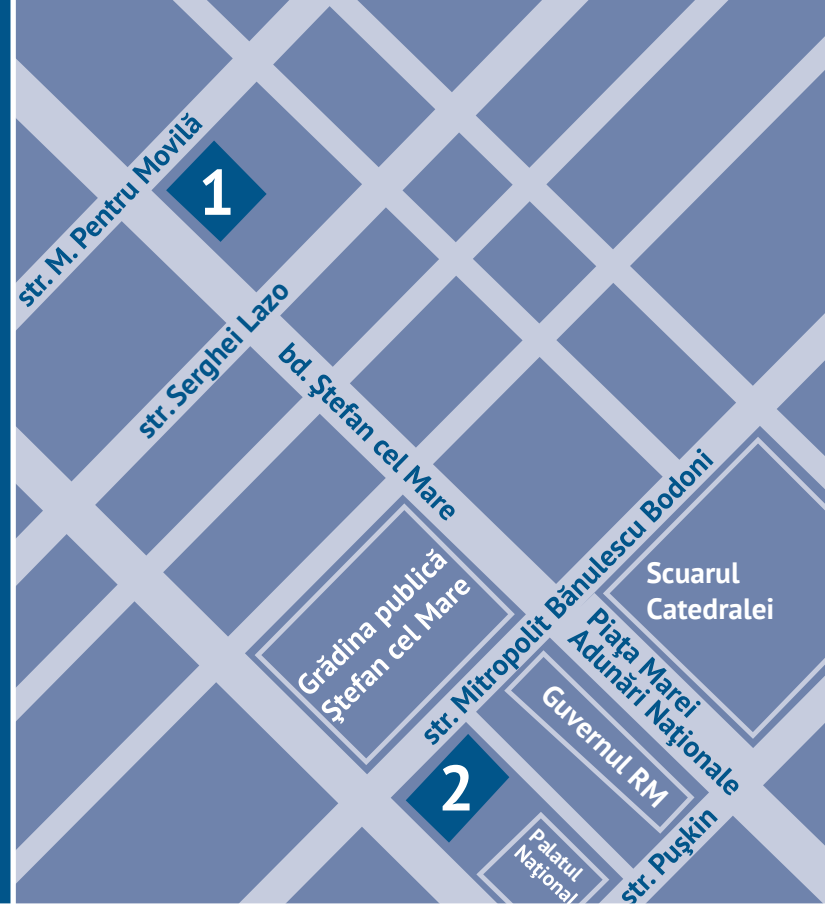 str. M. Pentru Movilă
1
str. Serghei Lazo
bd. Ştefan cel Mare
Grădina publică
Ştefan cel Mare
str. Mitropolit Bănulescu Bodoni
Scuarul
Catedralei
Piaţa Marei
Adunări Naţionale
Guvernul RM
2
Palatul
Naţional
str. Puşkin